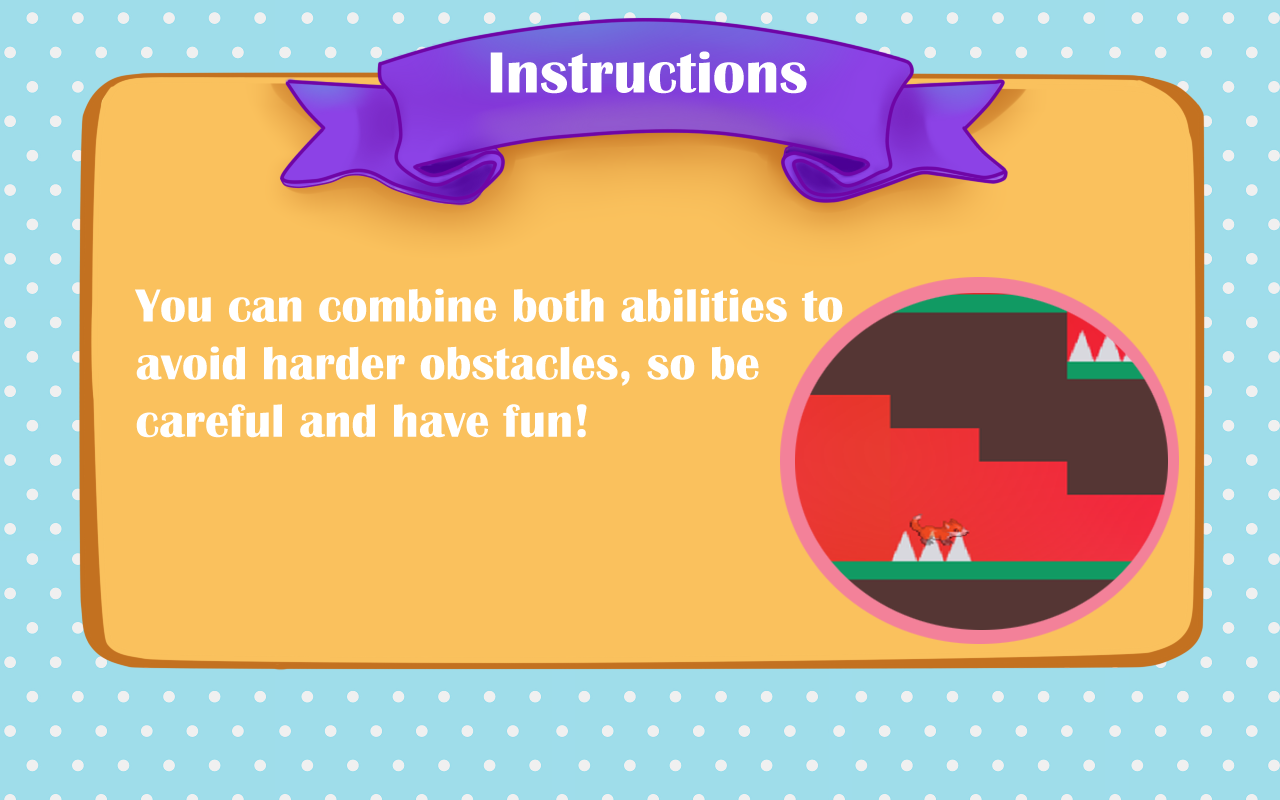 Instructions
You can combine both abilities to
avoid harder obstacles, so be
careful and have fun!